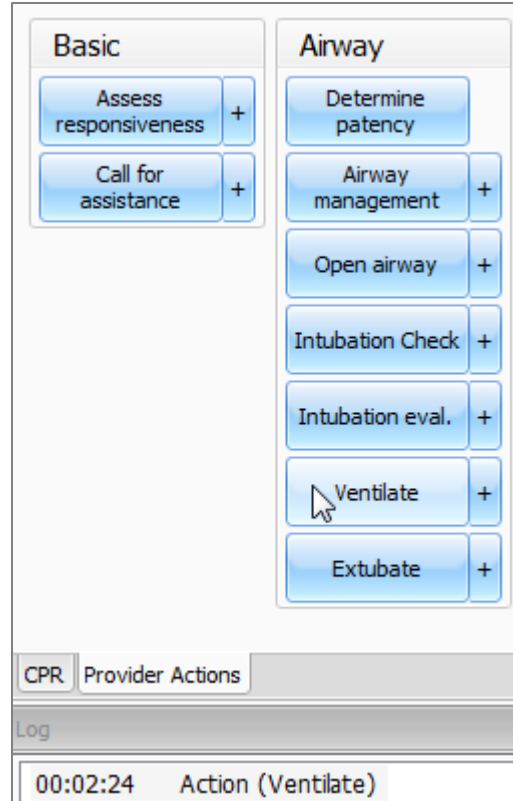 Basic
Assess
responsiveness
+
Call for
assistance
+
Airway
Determine
patency
Airway
management
+
Open airway +
Intubation Check +
Intubation eval. +
Ventilate +
Extubate +
CPR Provider Actions
Log
00:02:24 Action (Ventilate)